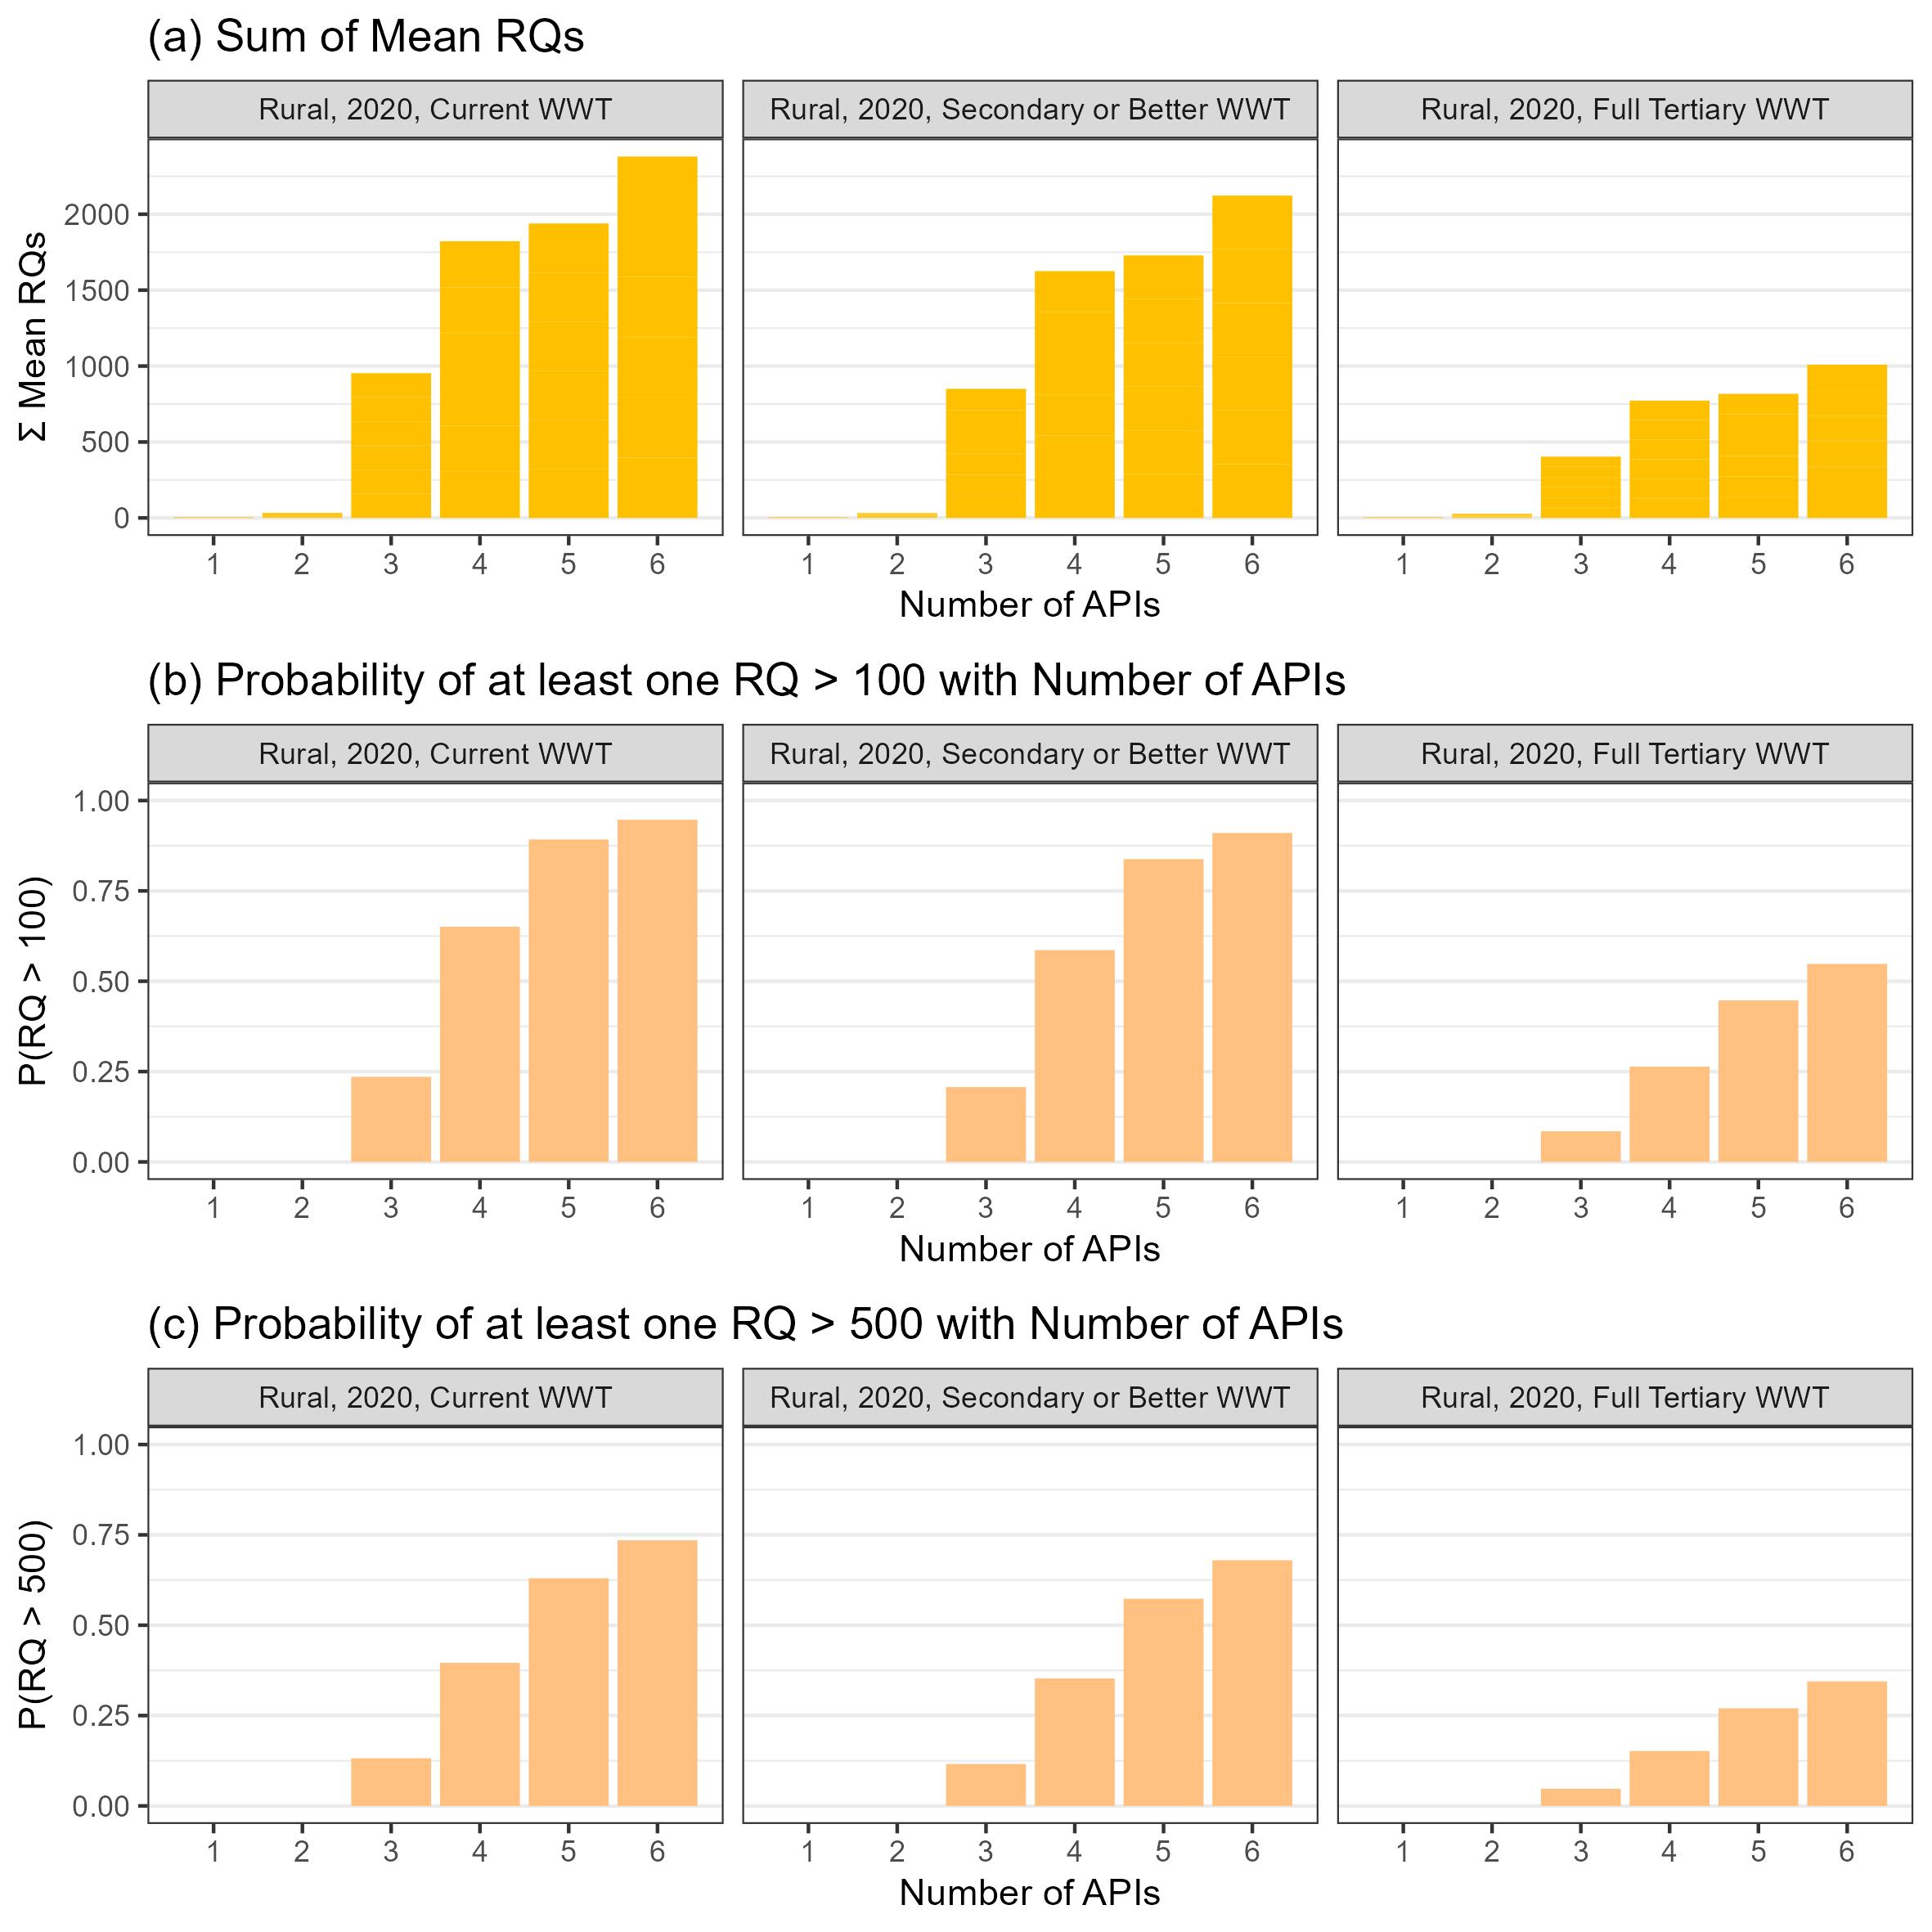 (a) Sum of Mean RQs
Rural, 2020, Current WWT
Rural, 2020, Secondary or Better WWT
Rural, 2020, Full Tertiary WWT
Σ Mean RQs
2000
1500
1000
500
0
1 2 3 4 5 6
1 2 3 4 5 6
1 2 3 4 5 6
Number of APIs
(b) Probability of at least one RQ > 100 with Number of APIs
Rural, 2020, Current WWT
Rural, 2020, Secondary or Better WWT
Rural, 2020, Full Tertiary WWT
P(RQ > 100)
1.00
0.75
0.50
0.25
0.00
1 2 3 4 5 6
1 2 3 4 5 6
1 2 3 4 5 6
Number of APIs
(c) Probability of at least one RQ > 500 with Number of APIs
Rural, 2020, Current WWT
Rural, 2020, Secondary or Better WWT
Rural, 2020, Full Tertiary WWT
P(RQ > 500)
1.00
0.75
0.50
0.25
0.00
1 2 3 4 5 6
1 2 3 4 5 6
1 2 3 4 5 6
Number of APIs